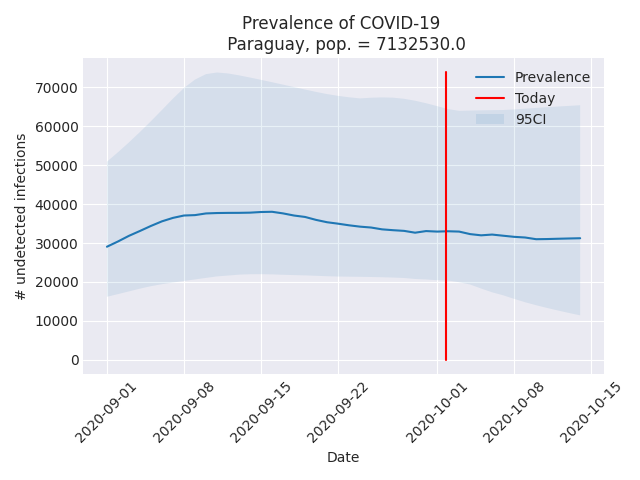 Prevalence of COVID-19
Paraguay, pop. = 7132530.0
Prevalence
Today
95CI
# undetected infections
70000
60000
50000
40000
30000
20000
10000
0
2020-09-01
2020-09-08
2020-09-15
2020-09-22
2020-10-01
2020-10-08
2020-10-15
Date